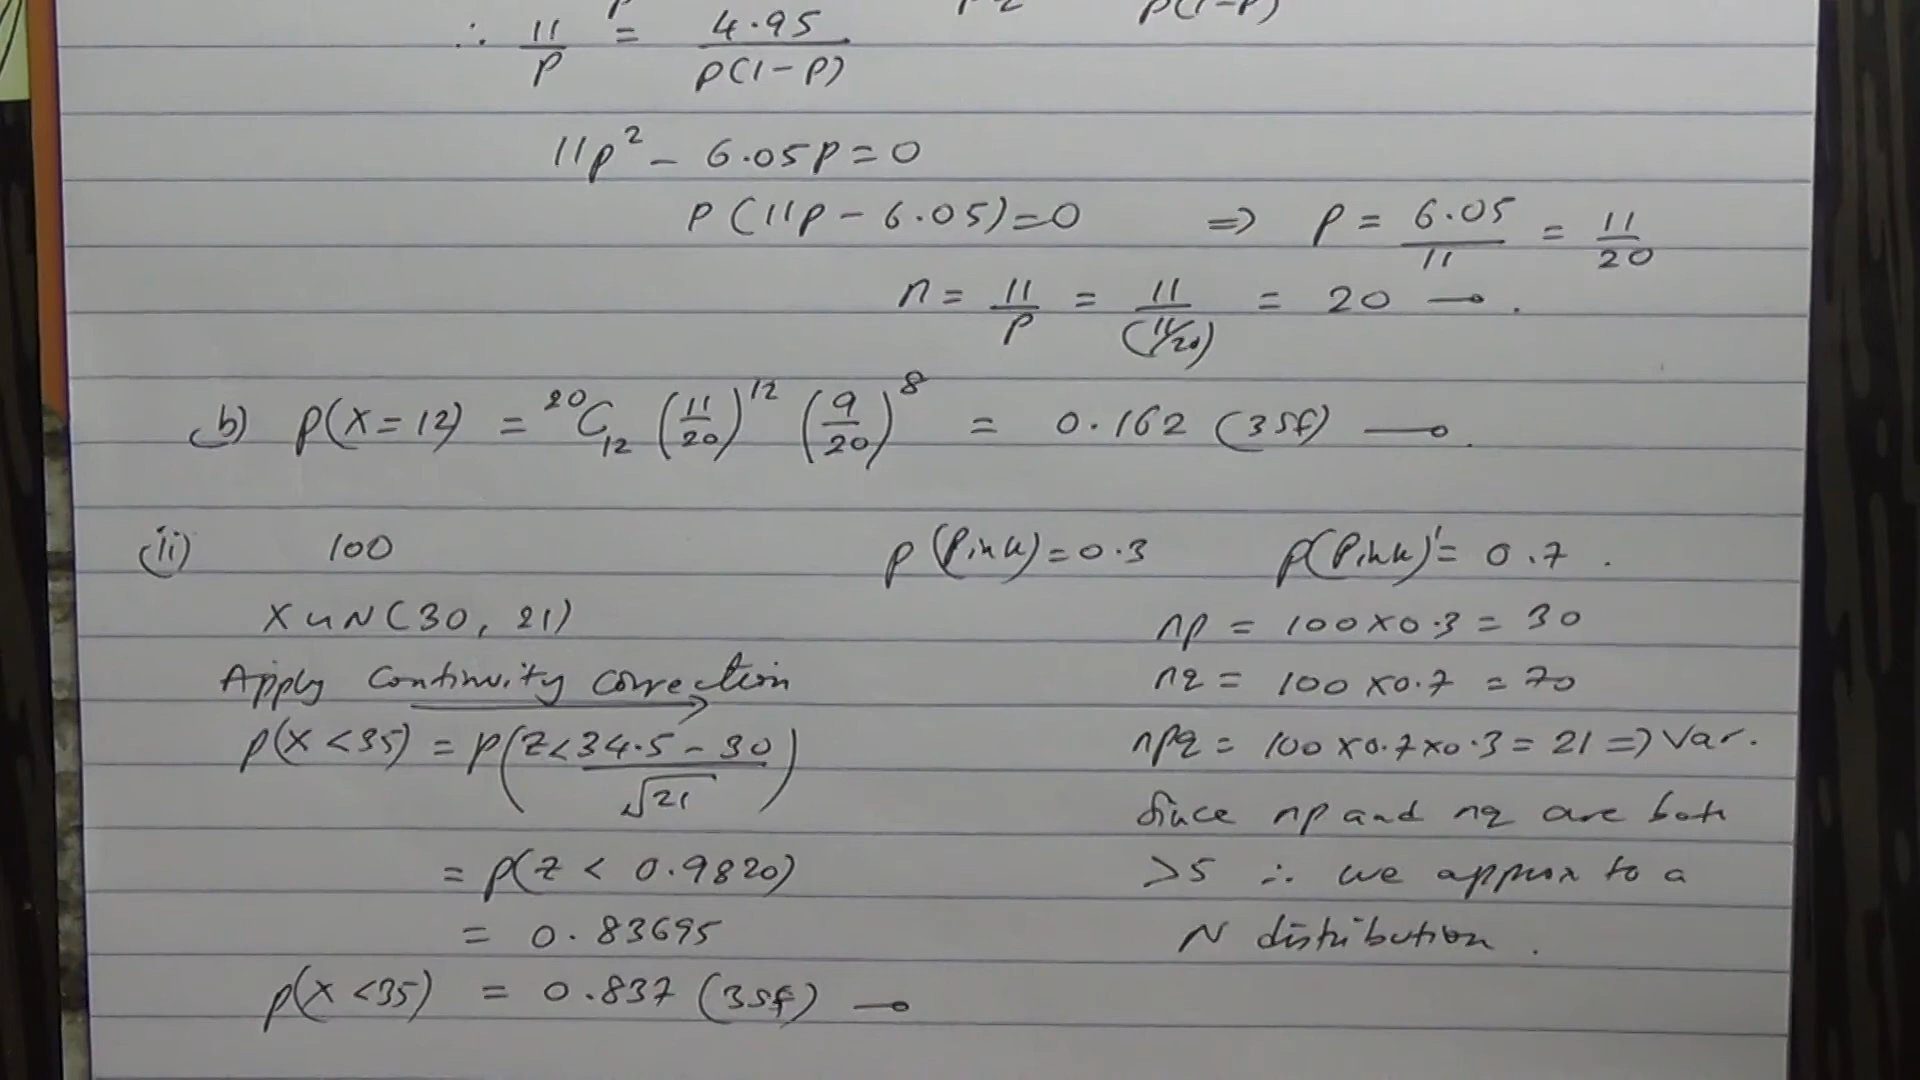 ∴ 11/p = 4.95/p(1-p)
p(1-p)
11p² - 6.05p = 0
p(11p - 6.05) = 0 ⇒ p = 6.05/11 = 11/20
n = 11/p = 11/(11/20) = 20
b) p(X = 12) = ²⁰C₁₂ (11/20)¹² (9/20)⁸ = 0.162 (3sf)
(ii) 100 p(Pink) = 0.3 p(Pink)' = 0.7
X ~ N(30, 21) np = 100 x 0.3 = 30
Apply Continuity correction nq = 100 x 0.7 = 70
p(X < 35) = p(Z < 34.5 - 30/√21) npq = 100 x 0.7 x 0.3 = 21 ⇒ Var.
Since np and nq are both
= p(Z < 0.9820) >5 ∴ we approx to a
= 0.83695 N distribution.
p(X < 35) = 0.837 (3sf)